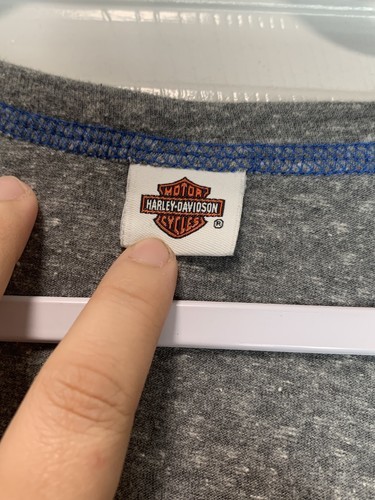 MOTOR
HARLEY-DAVIDSON
CYCLES
®